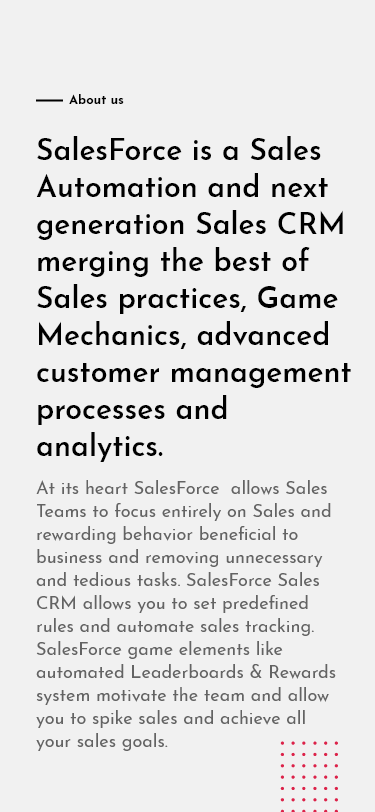 About us
SalesForce is a Sales
Automation and next
generation Sales CRM
merging the best of
Sales practices, Game
Mechanics, advanced
customer management
processes and
analytics.
At its heart SalesForce  allows Sales
Teams to focus entirely on Sales and
rewarding behavior beneficial to
business and removing unnecessary
and tedious tasks. SalesForce Sales
CRM allows you to set predefined
rules and automate sales tracking.
SalesForce game elements like
automated Leaderboards & Rewards
system motivate the team and allow
you to spike sales and achieve all
your sales goals.